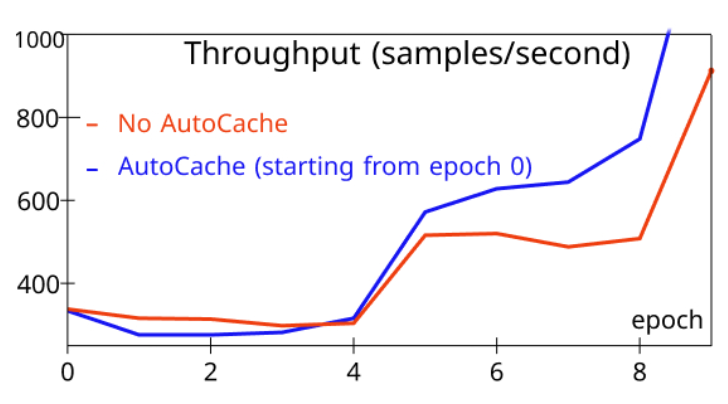 Throughput (samples/second)
1000
800
600
400
– No AutoCache
– AutoCache (starting from epoch 0)
epoch
0 2 4 6 8